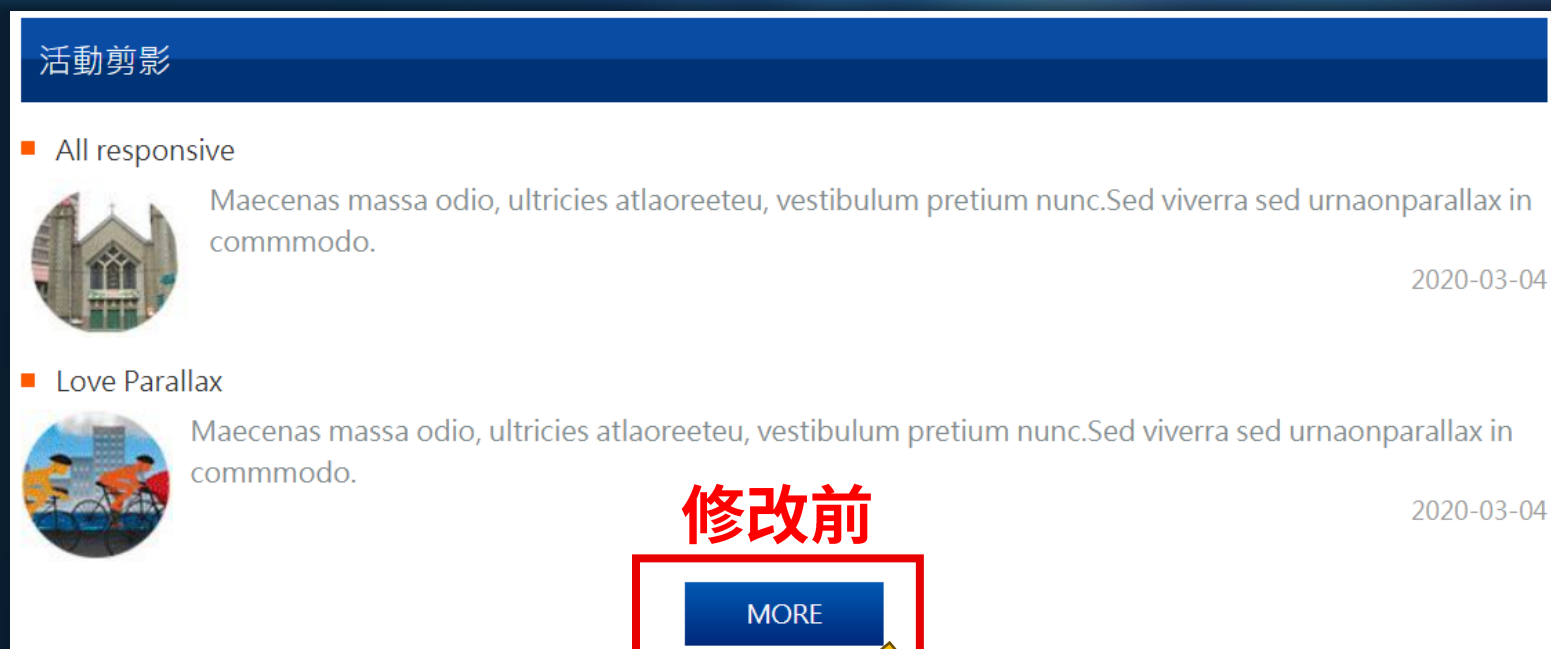 活動剪影
All responsive
Maecenas massa odio, ultricies atlaoreeteu, vestibulum pretium nunc.Sed viverra sed urnaonparallax in
commmodo.
2020-03-04
Love Parallax
Maecenas massa odio, ultricies atlaoreeteu, vestibulum pretium nunc.Sed viverra sed urnaonparallax in
commmodo.
修改前
2020-03-04
MORE